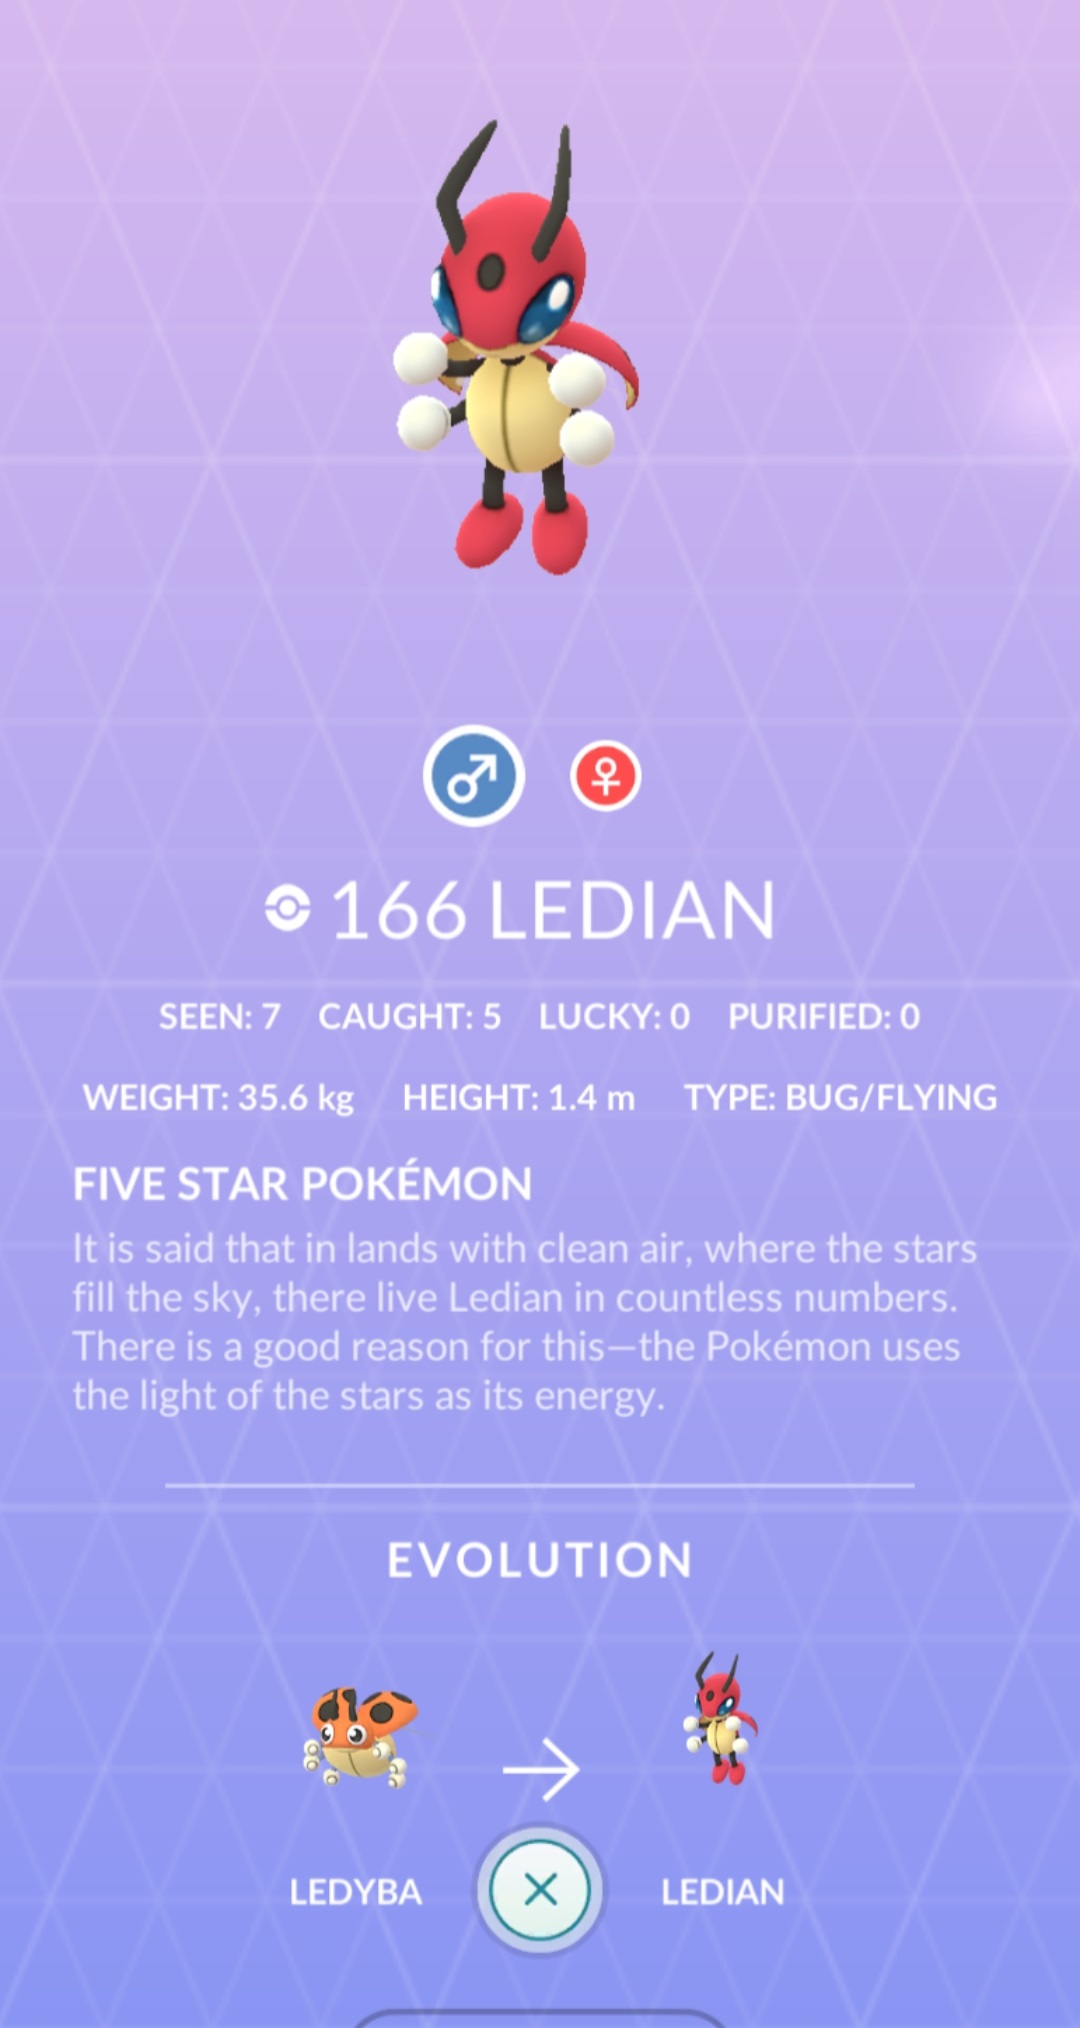 166 LEDIAN
SEEN: 7 CAUGHT: 5 LUCKY: 0 PURIFIED: 0
WEIGHT: 35.6 kg HEIGHT: 1.4 m TYPE: BUG/FLYING
FIVE STAR POKÉMON
It is said that in lands with clean air, where the stars
fill the sky, there live Ledian in countless numbers.
There is a good reason for this—the Pokémon uses
the light of the stars as its energy.
EVOLUTION
LEDYBA LEDIAN